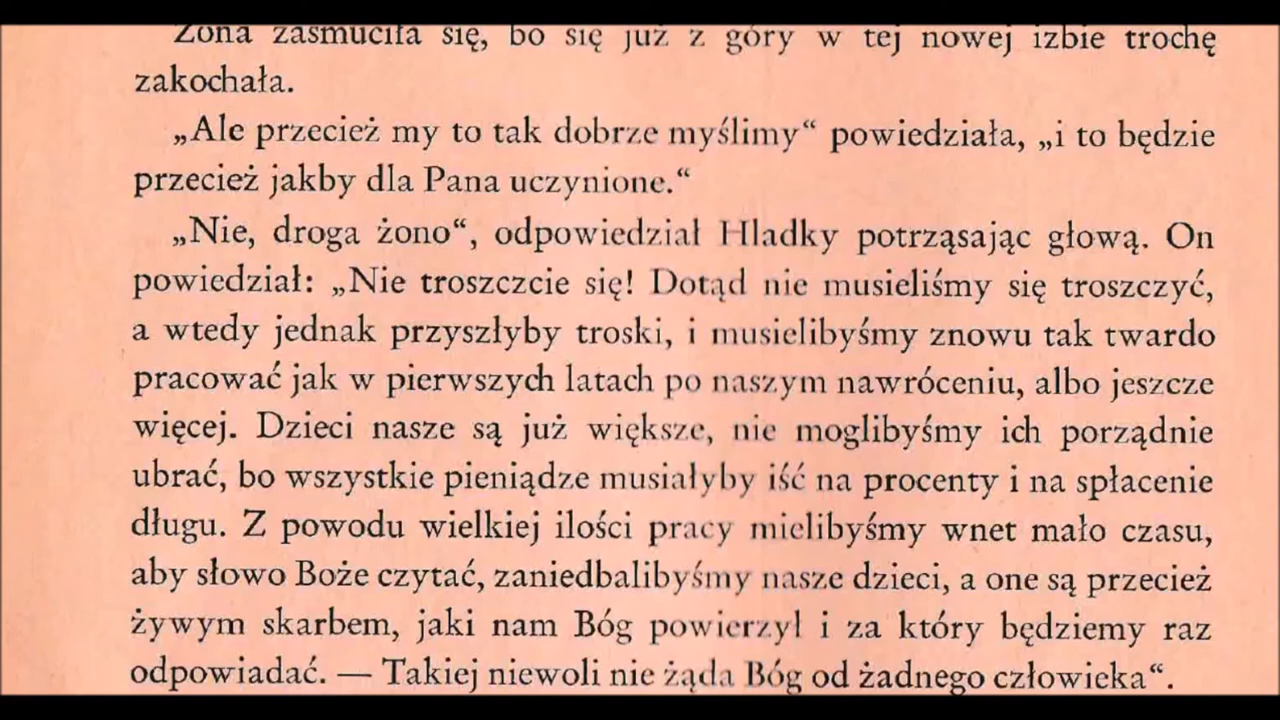 Żona zasmuciła się, bo się już z góry w tej nowej izbie trochę
zakochała.
„Ale przecież my to tak dobrze myślimy“ powiedziała, „i to będzie
przecież jakby dla Pana uczynione.“
„Nie, droga żono“, odpowiedział Hladky potrząsając głową. On
powiedział: „Nie troszczcie się! Dotąd nie musieliśmy się troszczyć,
a wtedy jednak przyszłyby troski, i musielibyśmy znowu tak twardo
pracować jak w pierwszych latach po naszym nawróceniu, albo jeszcze
więcej. Dzieci nasze są już większe, nie moglibyśmy ich porządnie
ubrać, bo wszystkie pieniądze musiałyby iść na procenty i na spłacenie
długu. Z powodu wielkiej ilości pracy mielibyśmy wnet mało czasu,
aby słowo Boże czytać, zaniedbalibyśmy nasze dzieci, a one są przecież
żywym skarbem, jaki nam Bóg powierzył i za który będziemy raz
odpowiadać. — Takiej niewoli nie żąda Bóg od żadnego człowieka“.